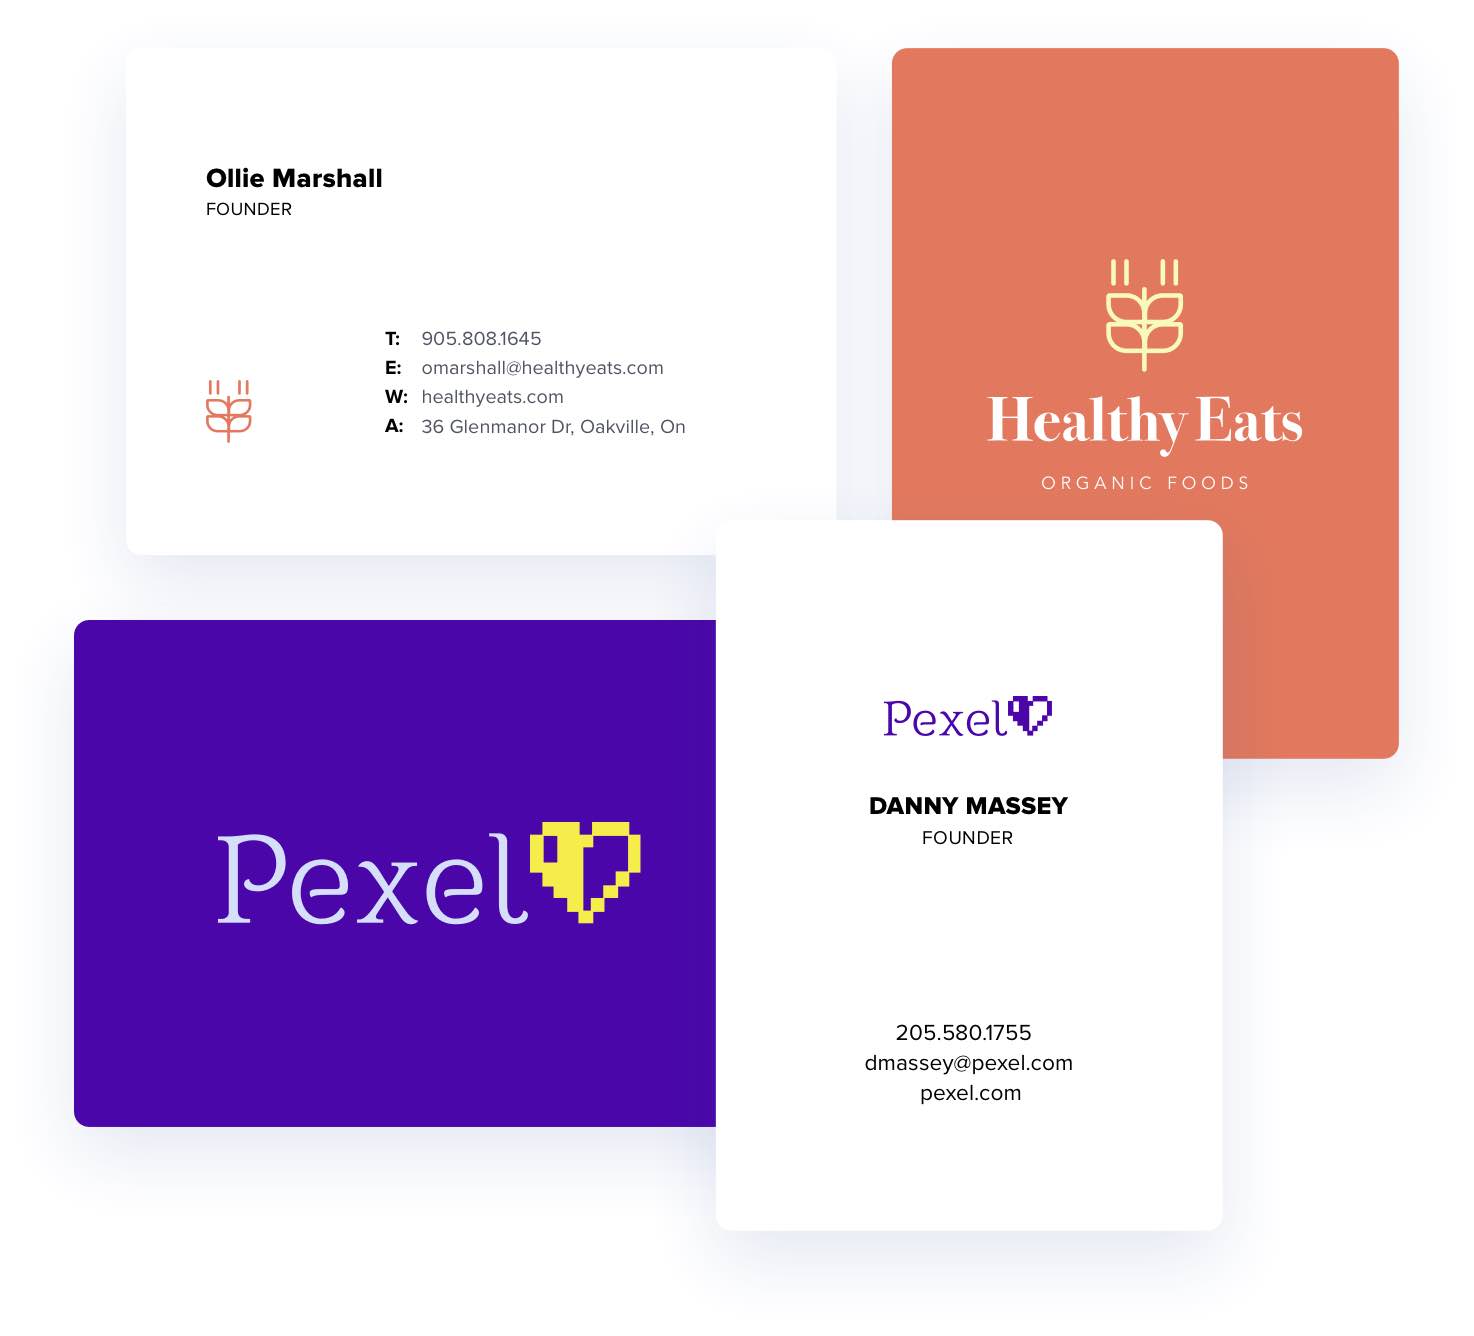 Ollie Marshall
FOUNDER
T: 905.808.1645
E: omarshall@healthyeats.com
W: healthyeats.com
A: 36 Glenmanor Dr, Oakville, On
Healthy Eats
ORGANIC FOODS
Pexel
Pexel
DANNY MASSEY
FOUNDER
205.580.1755
dmassey@pexel.com
pexel.com